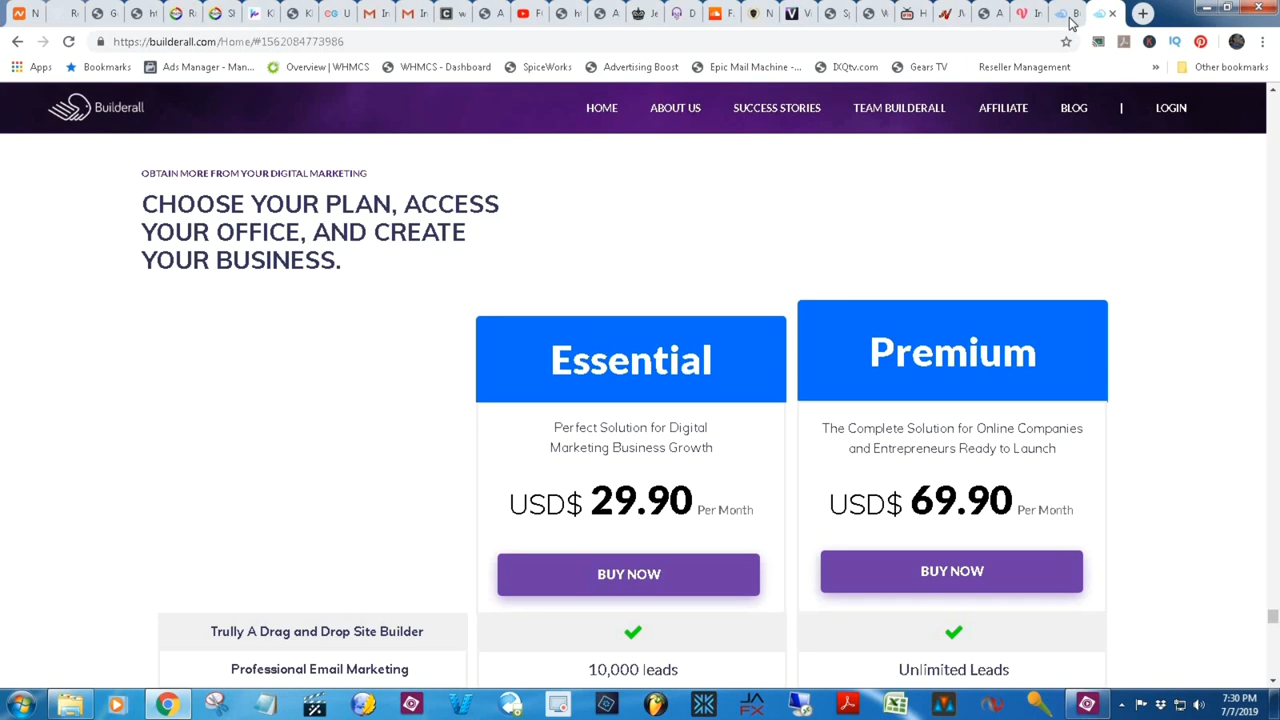 https://builderall.com/Home/#1562084773986
Apps
Bookmarks
Ads Manager - Man...
Overview | WHMCS
WHMCS - Dashboard
SpiceWorks
Advertising Boost
Epic Mail Machine -...
IXQtv.com
Gears TV
Reseller Management
»
Other bookmarks
Builderall
HOME
ABOUT US
SUCCESS STORIES
TEAM BUILDERALL
AFFILIATE
BLOG
|
LOGIN
OBTAIN MORE FROM YOUR DIGITAL MARKETING
CHOOSE YOUR PLAN, ACCESS
YOUR OFFICE, AND CREATE
YOUR BUSINESS.
Essential
Perfect Solution for Digital
Marketing Business Growth
USD$ 29.90 Per Month
BUY NOW
Premium
The Complete Solution for Online Companies
and Entrepreneurs Ready to Launch
USD$ 69.90 Per Month
BUY NOW
Trully A Drag and Drop Site Builder
Professional Email Marketing
10,000 leads
Unlimited Leads
7:30 PM
7/7/2019